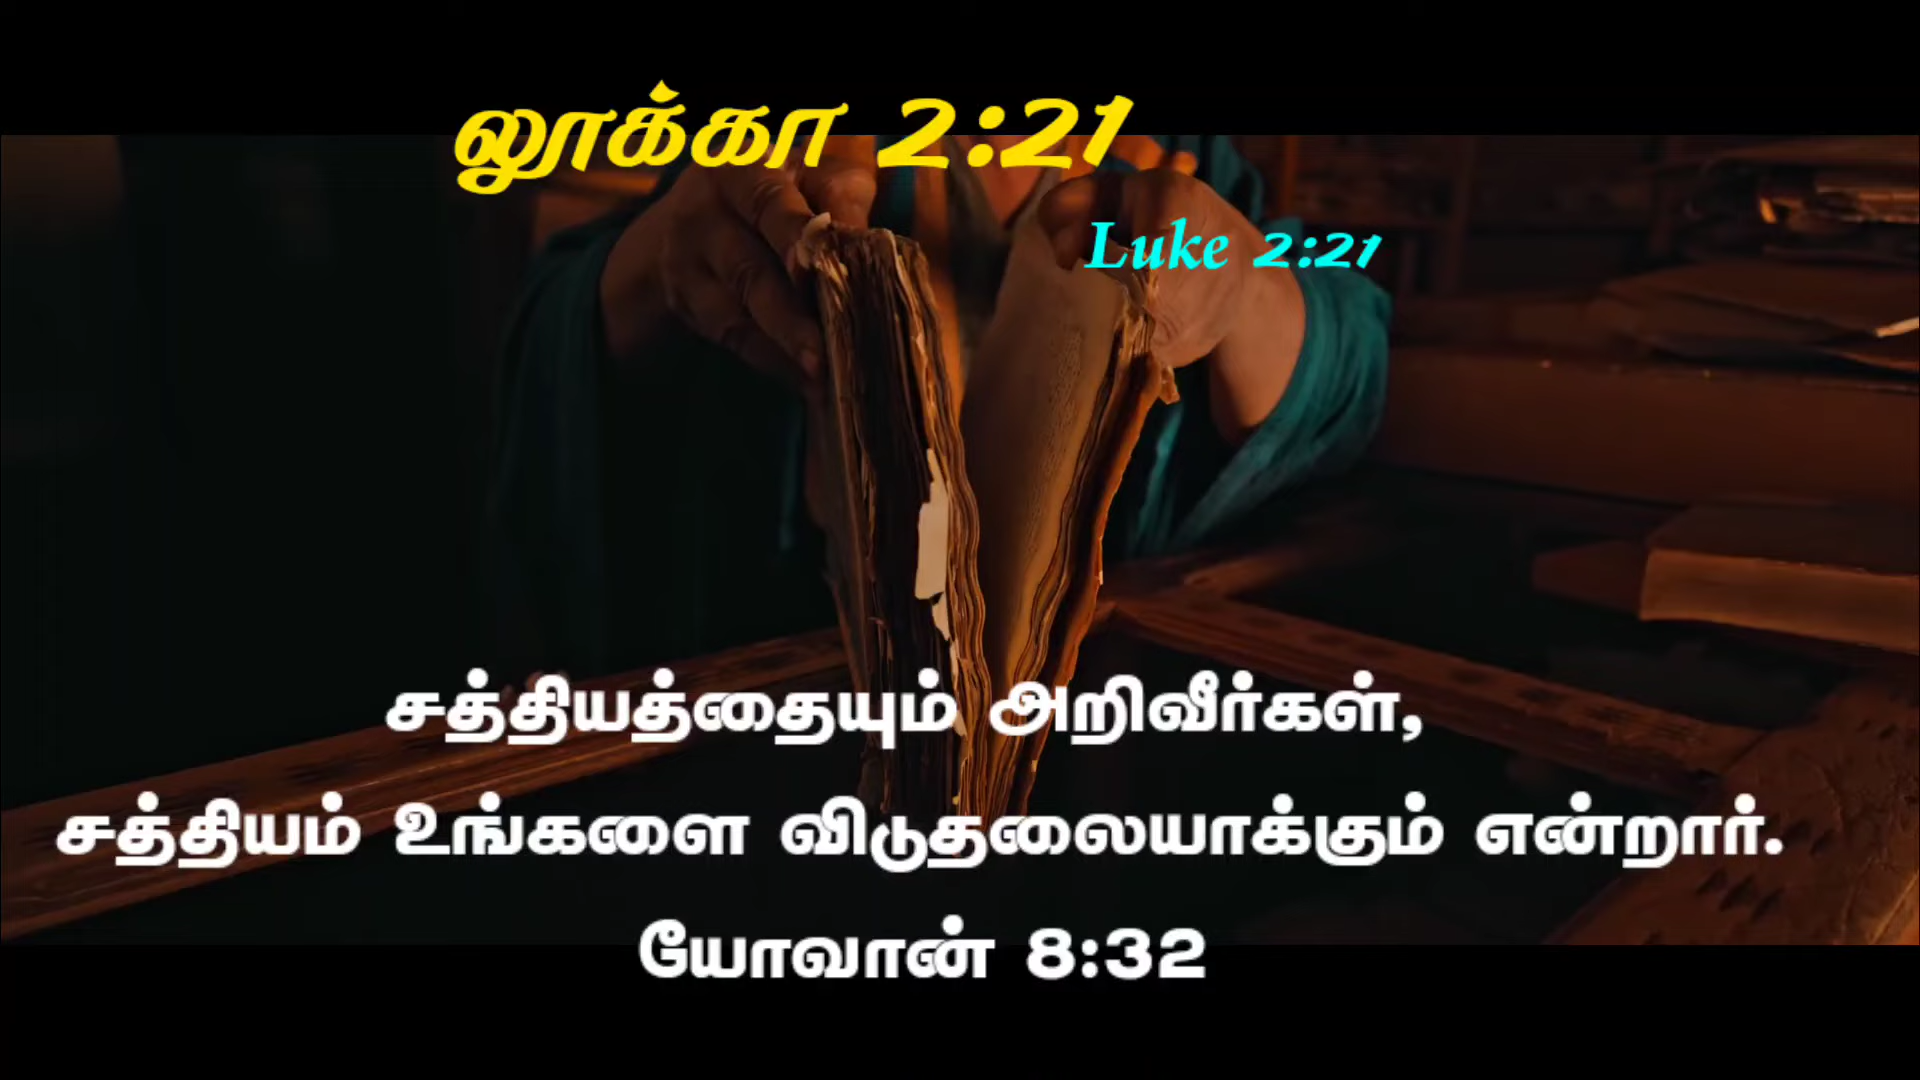 லூக்கா 2:21
Luke 2:21
சத்தியத்தையும் அறிவீர்கள்,
சத்தியம் உங்களை விடுதலையாக்கும் என்றார்.
யோவான் 8:32